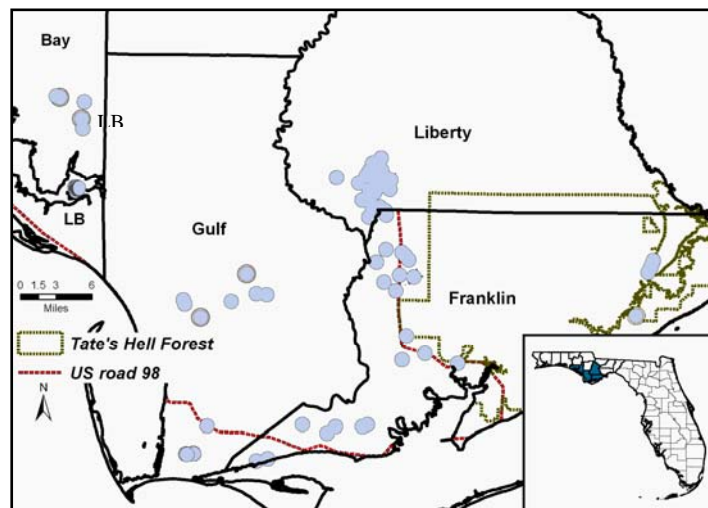 Bay
LB
Liberty
LB
Gulf
Franklin
0 1.5 3 6
Miles
Tate's Hell Forest
US road 98
N